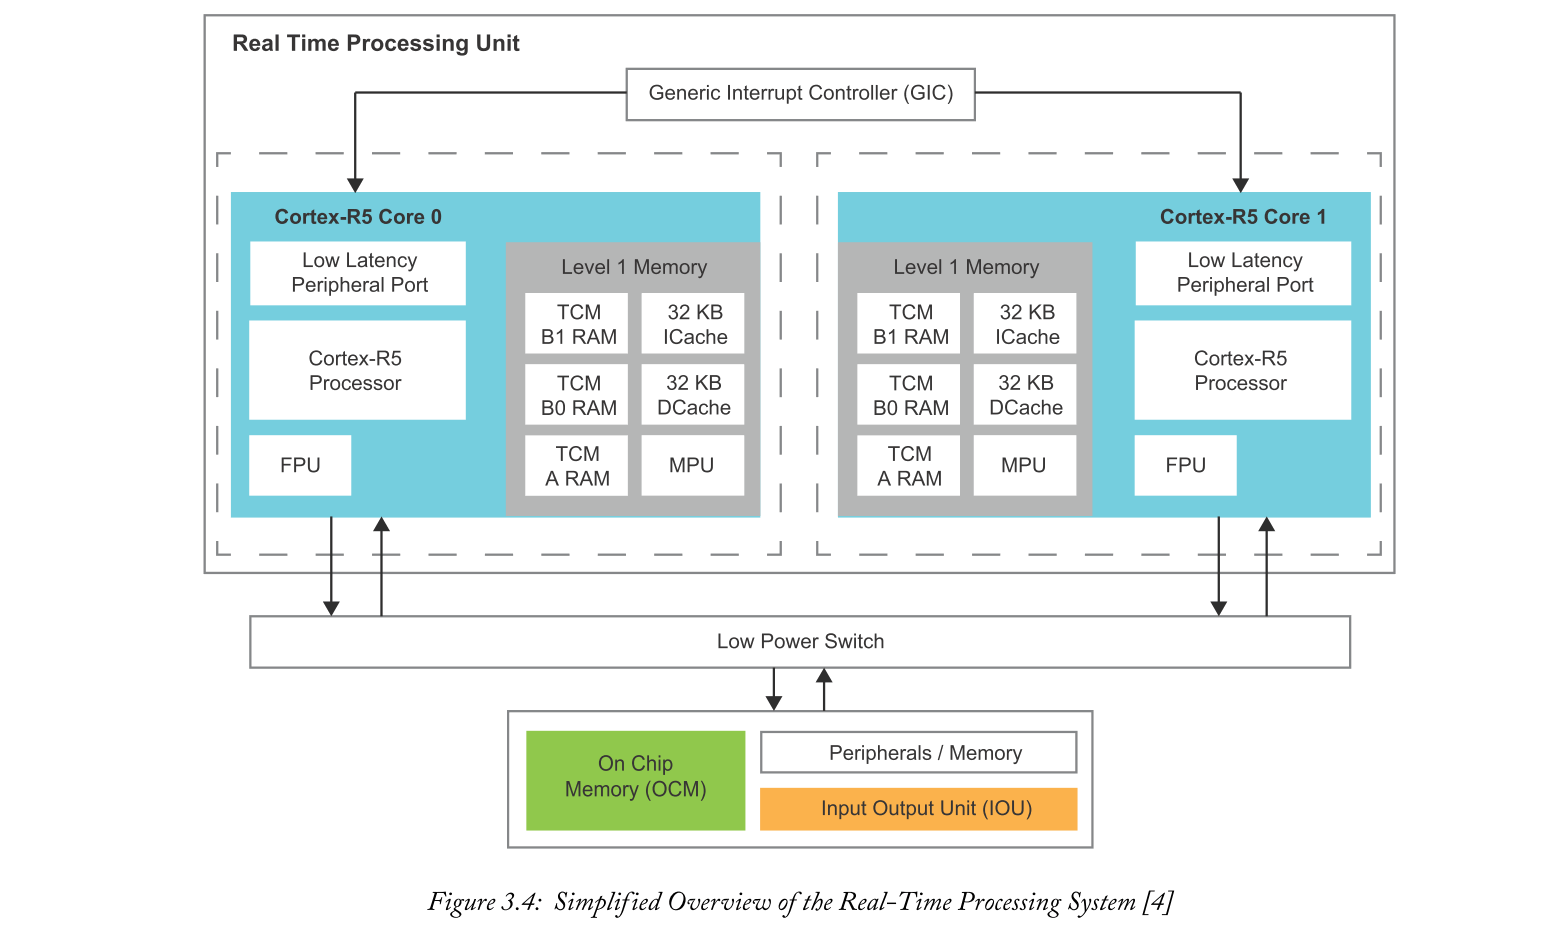 Real Time Processing Unit
Generic Interrupt Controller (GIC)
Cortex-R5 Core 0
Low Latency
Peripheral Port
Cortex-R5
Processor
FPU
Level 1 Memory
TCM
B1 RAM
32 KB
ICache
TCM
B0 RAM
32 KB
DCache
TCM
A RAM
MPU
Cortex-R5 Core 1
Level 1 Memory
TCM
B1 RAM
32 KB
ICache
TCM
B0 RAM
32 KB
DCache
TCM
A RAM
MPU
Low Latency
Peripheral Port
Cortex-R5
Processor
FPU
Low Power Switch
On Chip
Memory (OCM)
Peripherals / Memory
Input Output Unit (IOU)
Figure 3.4: Simplified Overview of the Real-Time Processing System [4]